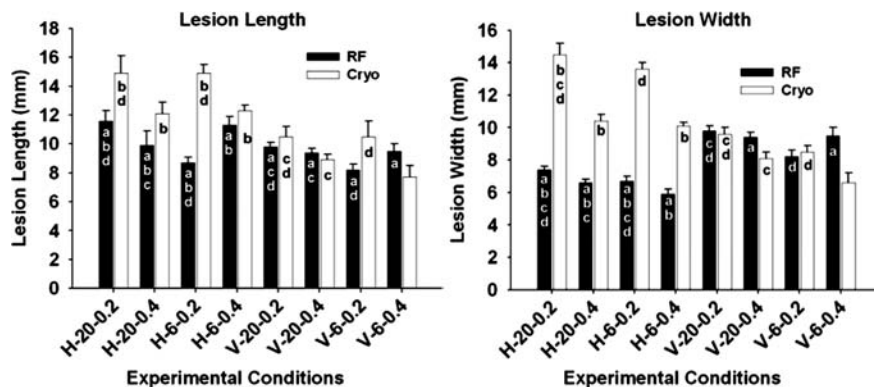 Lesion Length
Lesion Length (mm)
18
16
14
12
10
8
6
4
2
0
RF
Cryo
a
b
d
b
d
a
b
c
b
a
b
d
b
d
a
b
b
a
c
d
c
d
a
c
c
a
d
d
a
H-20-0.2
H-20-0.4
H-6-0.2
H-6-0.4
V-20-0.2
V-20-0.4
V-6-0.2
V-6-0.4
Experimental Conditions
Lesion Width
Lesion Width (mm)
16
14
12
10
8
6
4
2
0
RF
Cryo
a
b
c
d
b
c
d
a
b
c
b
a
b
c
d
d
a
b
b
c
d
c
d
a
c
d
d
a
H-20-0.2
H-20-0.4
H-6-0.2
H-6-0.4
V-20-0.2
V-20-0.4
V-6-0.2
V-6-0.4
Experimental Conditions